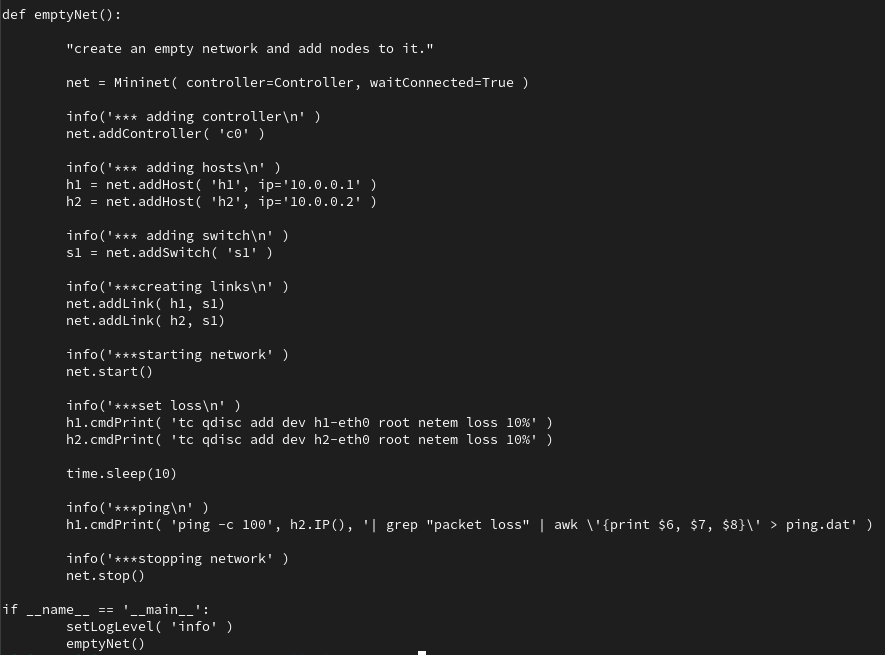 def emptyNet():
        "create an empty network and add nodes to it."
        net = Mininet( controller=Controller, waitConnected=True )
        info('*** adding controller\n' )
        net.addController( 'c0' )
        info('*** adding hosts\n' )
        h1 = net.addHost( 'h1', ip='10.0.0.1' )
        h2 = net.addHost( 'h2', ip='10.0.0.2' )
        info('*** adding switch\n' )
        s1 = net.addSwitch( 's1' )
        info('***creating links\n' )
        net.addLink( h1, s1)
        net.addLink( h2, s1)
        info('***starting network' )
        net.start()
        info('***set loss\n' )
        h1.cmdPrint( 'tc qdisc add dev h1-eth0 root netem loss 10%' )
        h2.cmdPrint( 'tc qdisc add dev h2-eth0 root netem loss 10%' )
        time.sleep(10)
        info('***ping\n' )
        h1.cmdPrint( 'ping -c 100', h2.IP(), '| grep "packet loss" | awk \'{print $6, $7, $8}\' > ping.dat' )
        info('***stopping network' )
        net.stop()
if __name__ == '__main__':
        setLogLevel( 'info' )
        emptyNet()